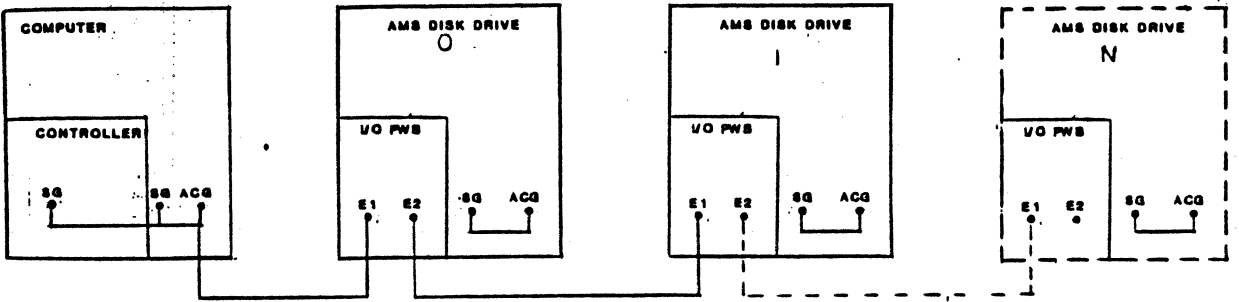 COMPUTER
CONTROLLER
SG
SG ACG
AMS DISK DRIVE
0
I/O PWB
E1 E2
SG ACG
AMS DISK DRIVE
1
I/O PWB
E1 E2
SG ACG
AMS DISK DRIVE
N
I/O PWB
E1 E2
SG ACG